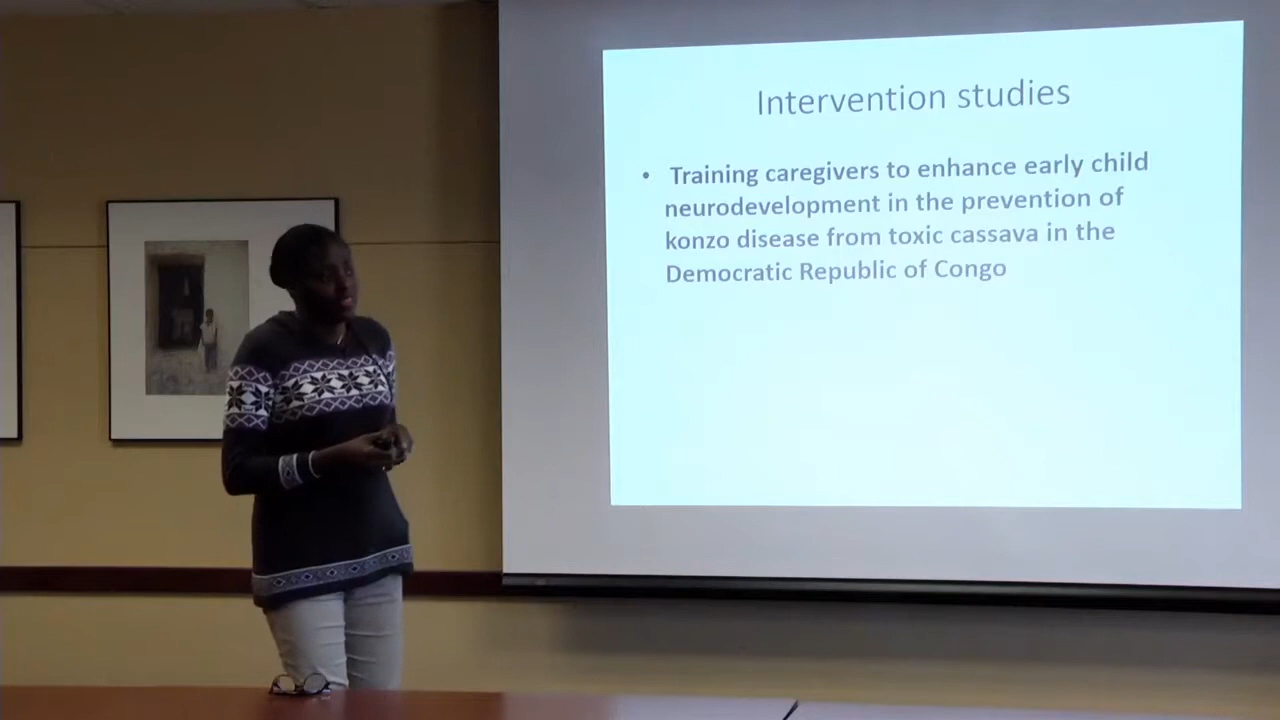 Intervention studies
• Training caregivers to enhance early child
neurodevelopment in the prevention of
konzo disease from toxic cassava in the
Democratic Republic of Congo